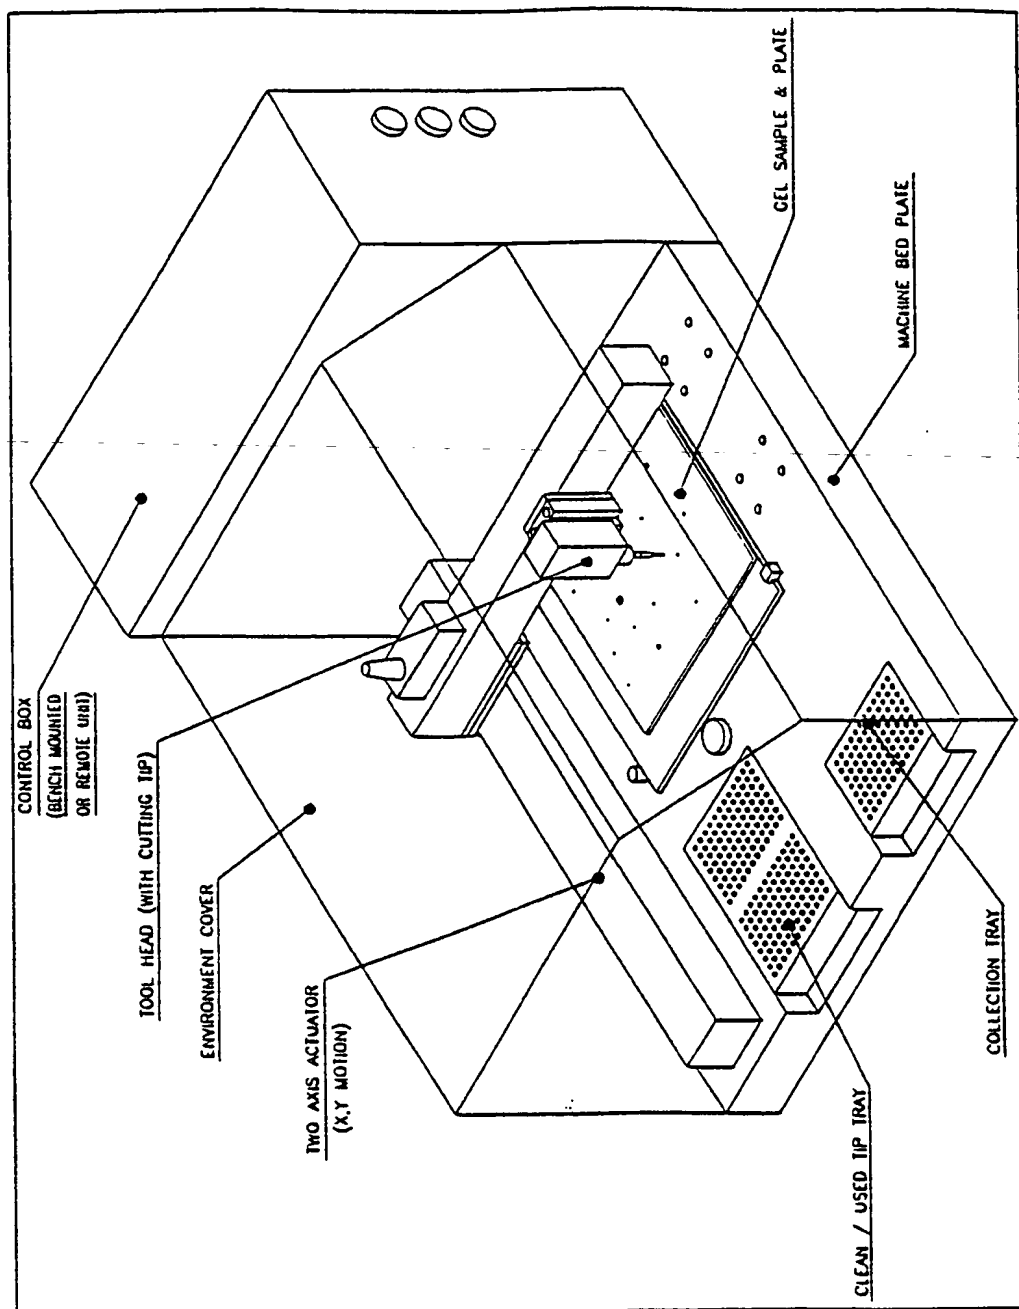 CONTROL BOX
(BENCH MOUNTED
OR REMOTE UNIT)
TOOL HEAD (WITH CUTTING TIP)
ENVIRONMENT COVER
TWO AXIS ACTUATOR
(X,Y MOTION)
CLEAN / USED TIP TRAY
COLLECTION TRAY
MACHINE BED PLATE
GEL SAMPLE & PLATE